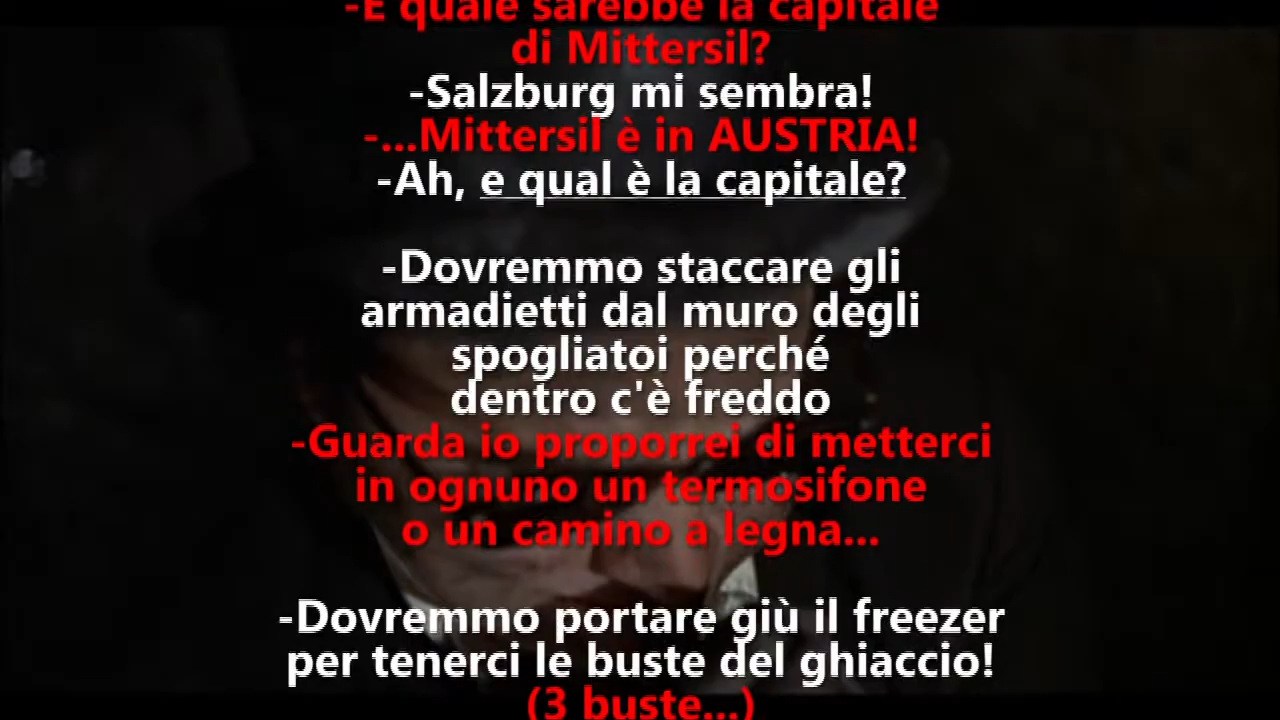 -E quale sarebbe la capitale
di Mittersil?
-Salzburg mi sembra!
-...Mittersil è in AUSTRIA!
-Ah, e qual è la capitale?
-Dovremmo staccare gli
armadietti dal muro degli
spogliatoi perché
dentro c'è freddo
-Guarda io proporrei di metterci
in ognuno un termosifone
o un camino a legna...
-Dovremmo portare giù il freezer
per tenerci le buste del ghiaccio!
(3 buste...)